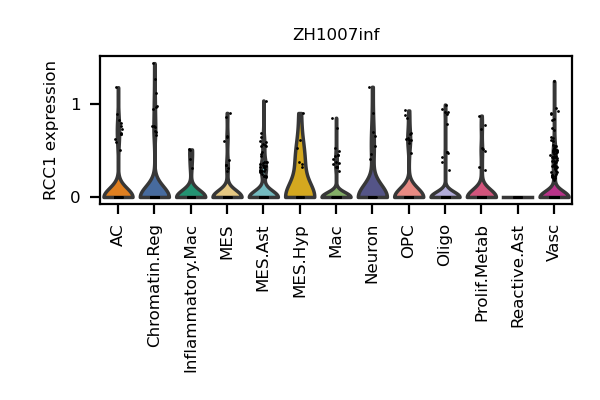 ZH1007inf
RCC1 expression
1
0
AC
Chromatin.Reg
Inflammatory.Mac
MES
MES.Ast
MES.Hyp
Mac
Neuron
OPC
Oligo
Prolif.Metab
Reactive.Ast
Vasc